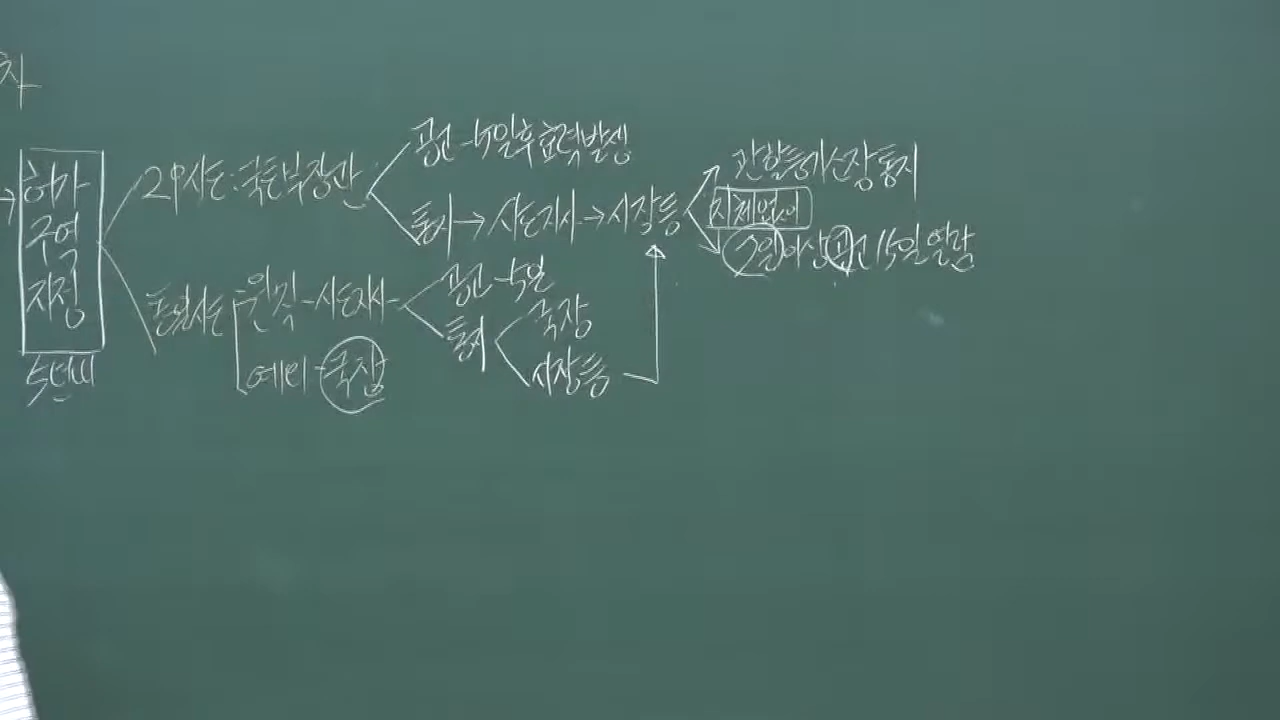 차
허가
구역
지정
5년내
2이상시도:국토부장관
공고-5일후효력발생
통지→시도지사→시장등
관할등기소장통지
지체없이
7일이상공고 15일열람
동일시도
원칙-시도지사
공고-5일
통지
국장
시장등
예외-국장